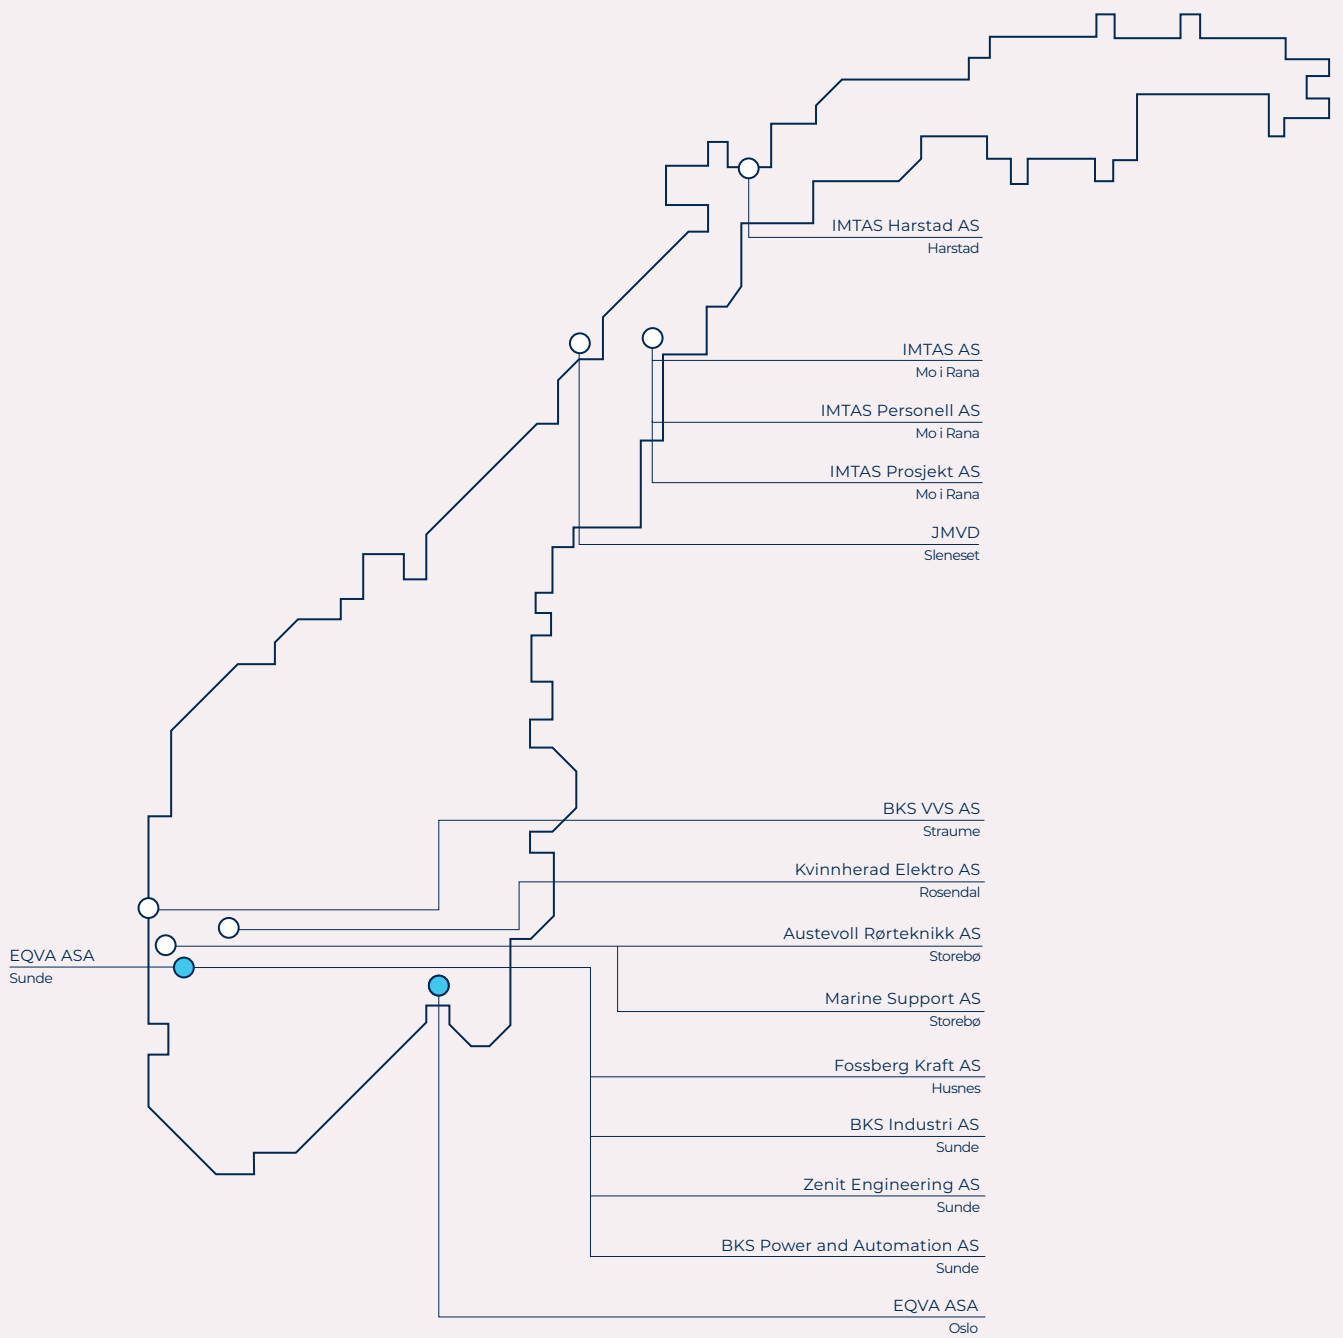 IMTAS Harstad AS
Harstad
IMTAS AS
Mo i Rana
IMTAS Personell AS
Mo i Rana
IMTAS Prosjekt AS
Mo i Rana
JMVD
Sleneset
BKS VVS AS
Straume
Kvinnherad Elektro AS
Rosendal
Austevoll Rørteknikk AS
Storebø
EQVA ASA
Sunde
Marine Support AS
Storebø
Fossberg Kraft AS
Husnes
BKS Industri AS
Sunde
Zenit Engineering AS
Sunde
BKS Power and Automation AS
Sunde
EQVA ASA
Oslo